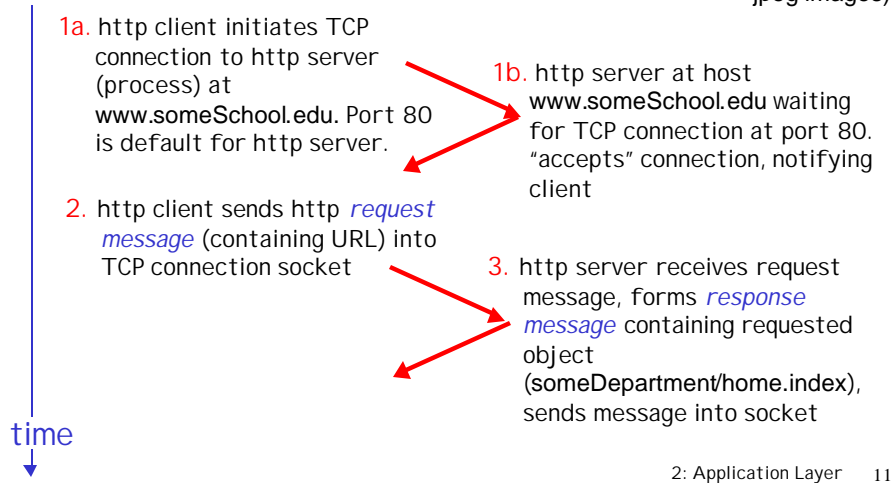 jpeg images)
1a. http client initiates TCP
connection to http server
(process) at
www.someSchool.edu. Port 80
is default for http server.
1b. http server at host
www.someSchool.edu waiting
for TCP connection at port 80.
"accepts" connection, notifying
client
2. http client sends http request
message (containing URL) into
TCP connection socket
3. http server receives request
message, forms response
message containing requested
object
(someDepartment/home.index),
sends message into socket
time
2: Application Layer 11